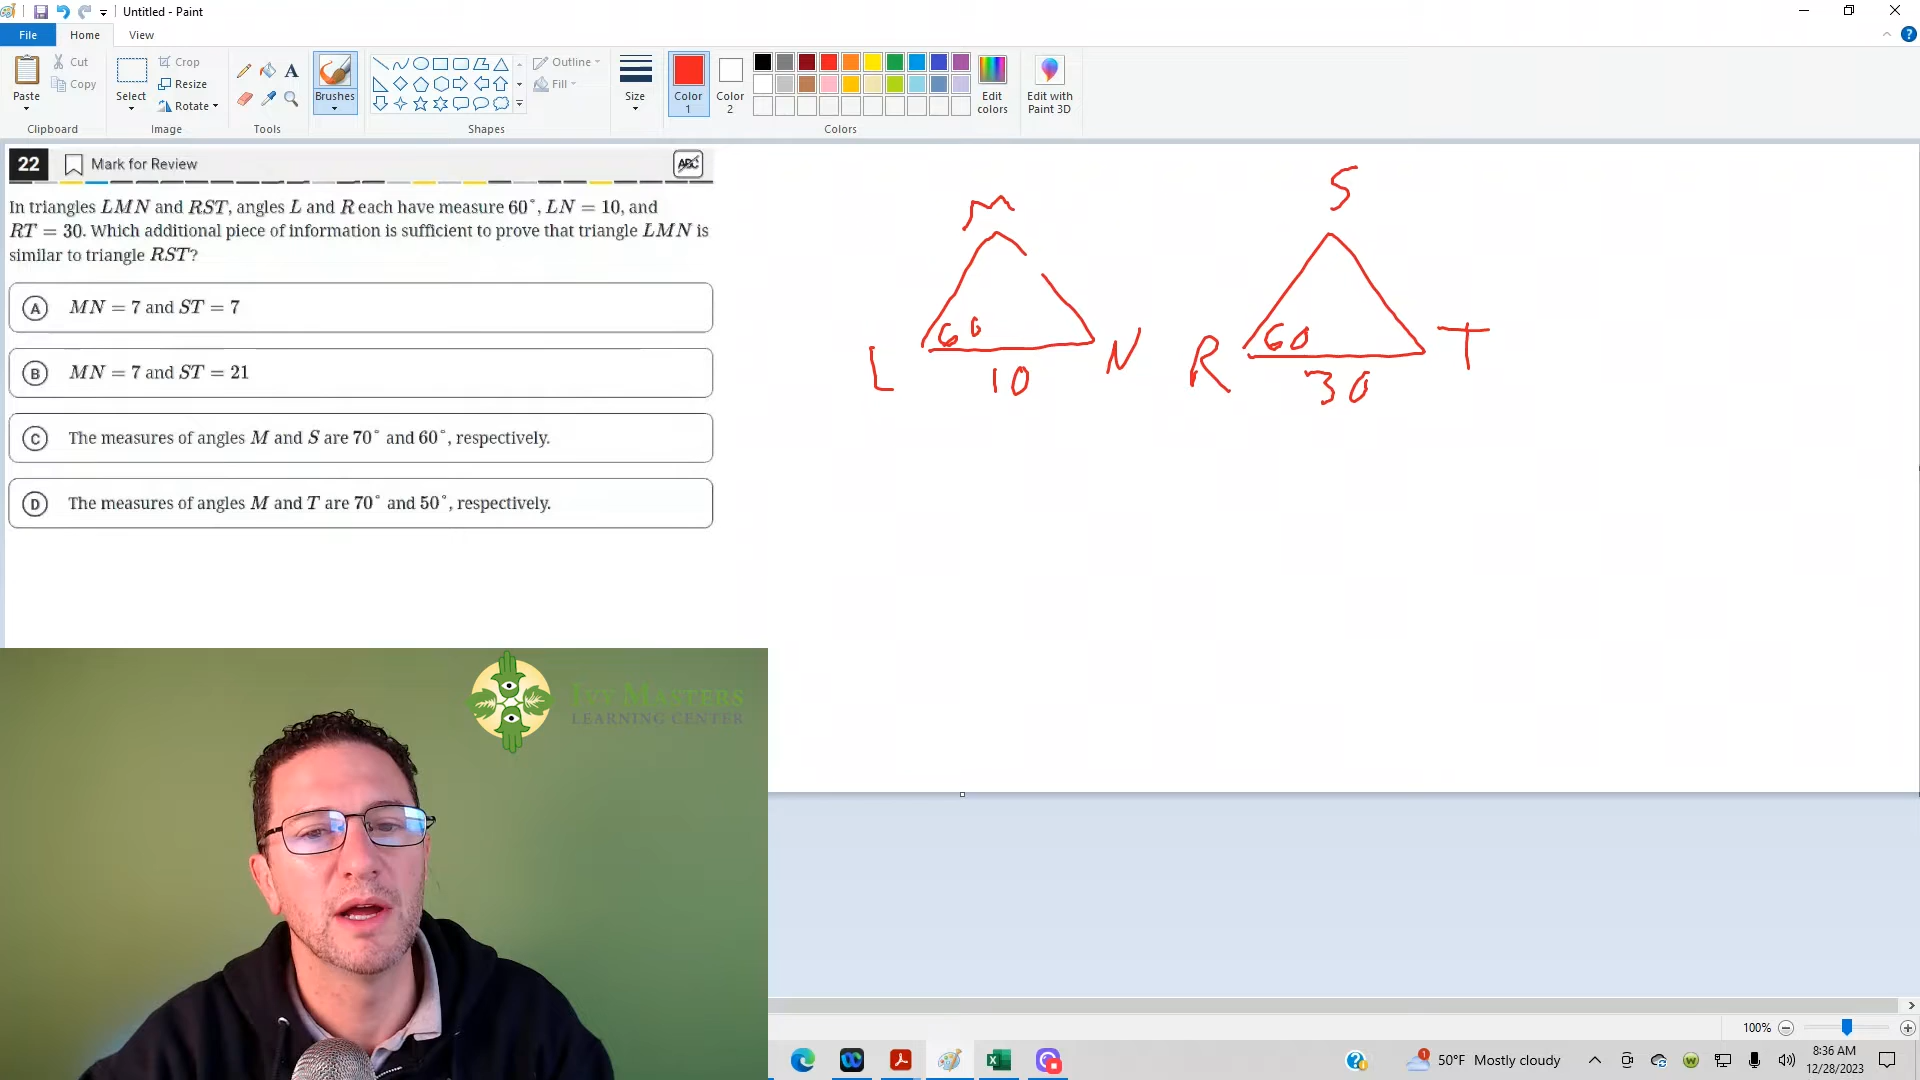 Untitled - Paint
File
Home
View
Paste
Cut
Copy
Clipboard
Select
Crop
Resize
Rotate
Image
Tools
Brushes
Shapes
Outline
Fill
Size
Color 1
Color 2
Edit colors
Edit with Paint 3D
Colors
22 Mark for Review ABC
In triangles LMN and RST, angles L and R each have measure 60°, LN = 10, and
RT = 30. Which additional piece of information is sufficient to prove that triangle LMN is
similar to triangle RST?
A MN = 7 and ST = 7
B MN = 7 and ST = 21
C The measures of angles M and S are 70° and 60°, respectively.
D The measures of angles M and T are 70° and 50°, respectively.
M
60
L
10
N
S
60
R
30
T
IVY MASTERS
LEARNING CENTER
100%
1
50°F Mostly cloudy
8:36 AM
12/28/2023